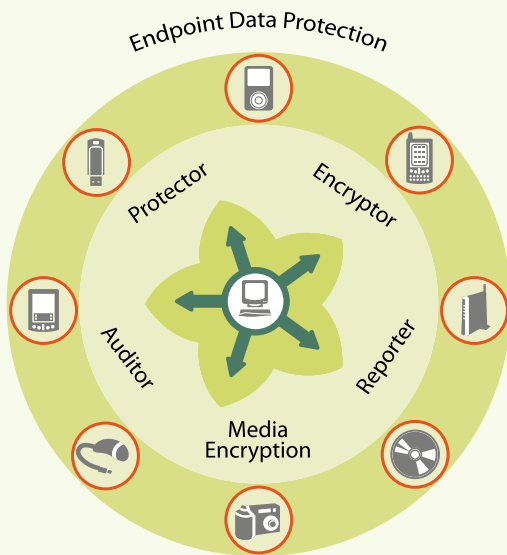 Endpoint Data Protection
Protector
Encryptor
Auditor
Reporter
Media
Encryption